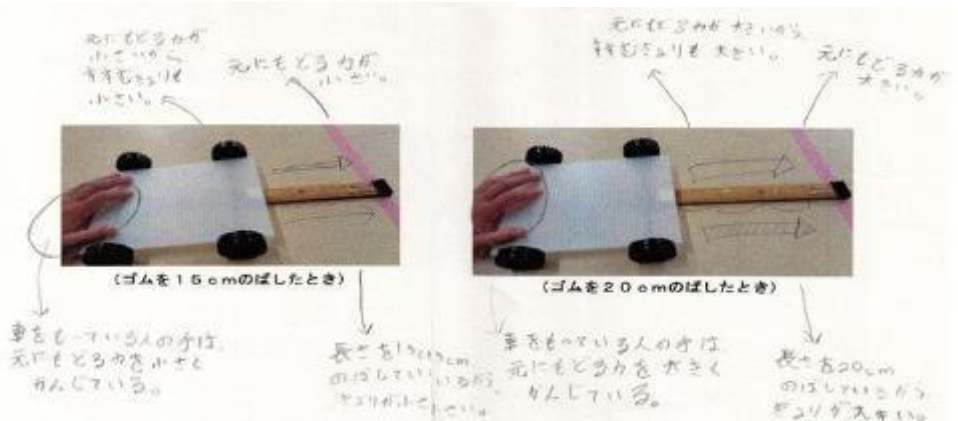 元にもどる力が
小さいから
すすむきょりも
小さい。
元にもどる力が
小さい。
(ゴムを15cmのばしたとき)
車をもっている人の手は
元にもどる力を小さく
かんじている。
長さを15cm
のばしているから
きょりが小さい。
元にもどる力が大きいから
すすむきょりも大きい。
元にもどる力が
大きい。
(ゴムを20cmのばしたとき)
車をもっている人の手は
元にもどる力を大きく
かんじている。
長さを20cm
のばしているから
きょりが大きい。